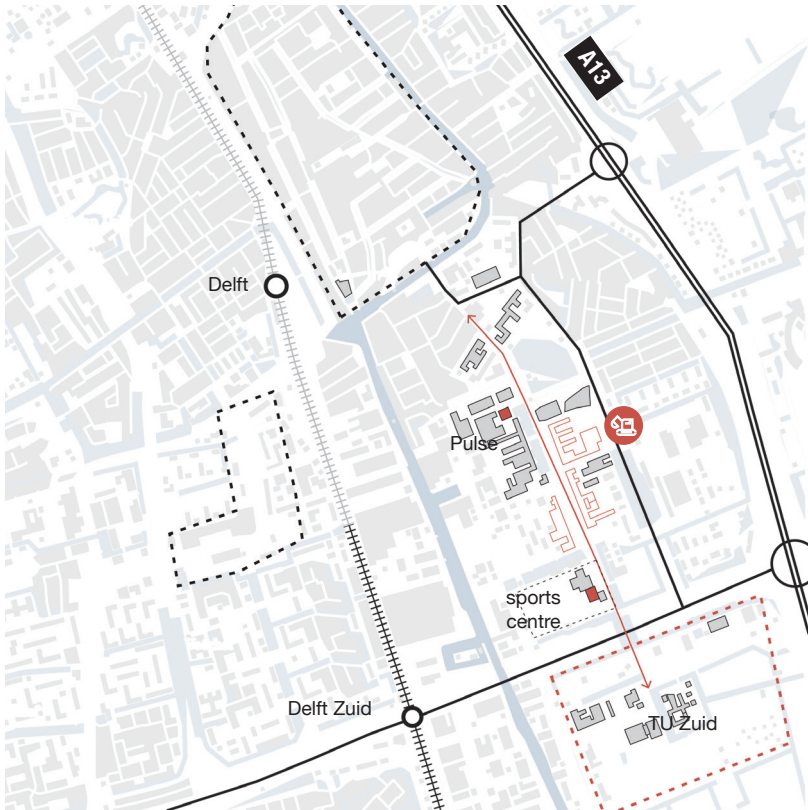 A13
Delft
Pulse
sports
centre
Delft Zuid
TU Zuid